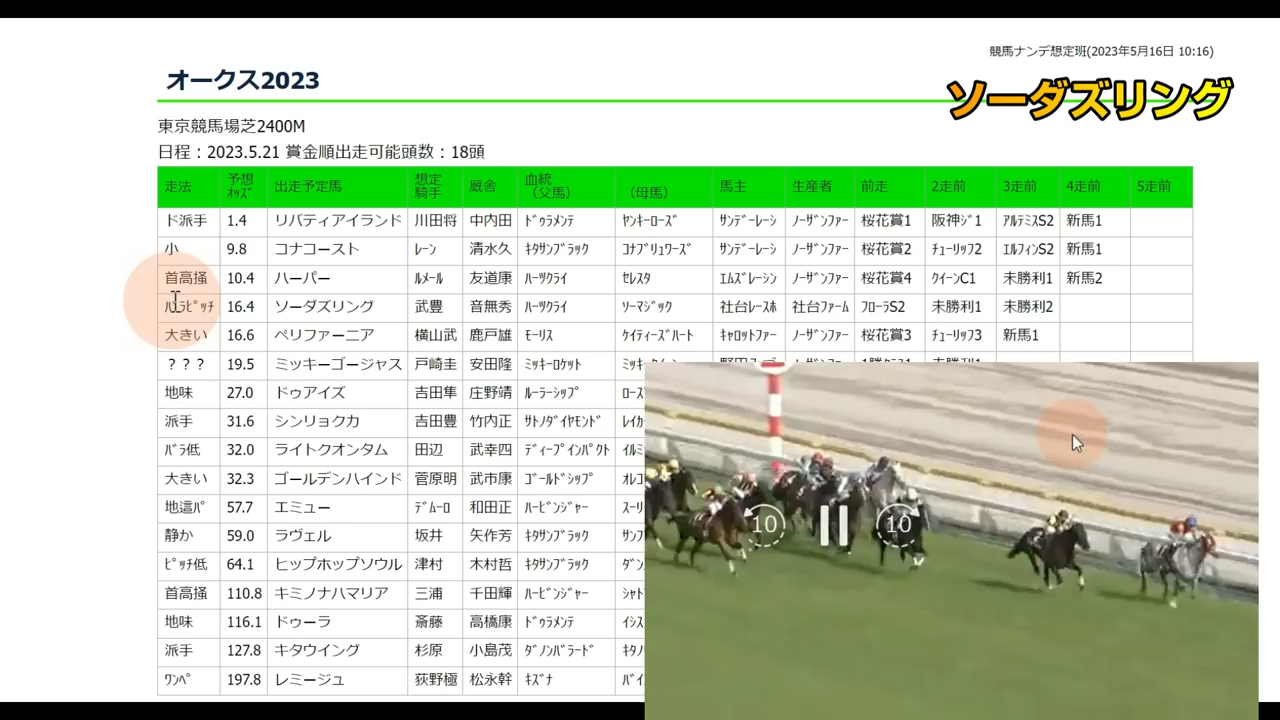 競馬ナンデ想定班(2023年5月16日 10:16)
オークス2023
ソーダズリング
東京競馬場芝2400M
日程：2023.5.21 賞金順出走可能頭数：18頭
走法 予想ｵｯｽﾞ 出走予定馬 想定騎手 厩舎 血統（父馬） （母馬） 馬主 生産者 前走 2走前 3走前 4走前 5走前
ド派手 1.4 リバティアイランド 川田将 中内田 ﾄﾞｩﾗﾒﾝﾃ ﾔﾝｷｰﾛｰｽﾞ ｻﾝﾃﾞｰﾚｰｼ ﾉｰｻﾞﾝﾌｧｰ 桜花賞1 阪神ｼﾞ1 ｱﾙﾃﾐｽS2 新馬1
小 9.8 コナコースト ﾚｰﾝ 清水久 ｷﾀｻﾝﾌﾞﾗｯｸ ｺﾅﾌﾞﾘｭﾜｰｽﾞ ｻﾝﾃﾞｰﾚｰｼ ﾉｰｻﾞﾝﾌｧｰ 桜花賞2 ﾁｭｰﾘｯﾌﾟ2 ｴﾙﾌｨﾝS2 新馬1
首高掻 10.4 ハーパー ﾙﾒｰﾙ 友道康 ﾊｰﾂｸﾗｲ ｾﾚｽﾀ ｴﾑｽﾞﾚｰｼﾝ ﾉｰｻﾞﾝﾌｧｰ 桜花賞4 ｸｲｰﾝC1 未勝利1 新馬2
ﾊﾞﾗﾋﾟｯﾁ 16.4 ソーダズリング 武豊 音無秀 ﾊｰﾂｸﾗｲ ｿｰﾏｼﾞｯｸ 社台ﾚｰｽﾎ 社台ﾌｧｰﾑ ﾌﾛｰﾗS2 未勝利1 未勝利2
大きい 16.6 ペリファーニア 横山武 鹿戸雄 ﾓｰﾘｽ ｹｲﾃｨｰｽﾞﾊｰﾄ ｷｬﾛｯﾄﾌｧｰ ﾉｰｻﾞﾝﾌｧｰ 桜花賞3 ﾁｭｰﾘｯﾌﾟ3 新馬1
？？？ 19.5 ミッキーゴージャス 戸崎圭 安田隆 ﾐｯｷｰﾛｹｯﾄ
地味 27.0 ドゥアイズ 吉田隼 庄野靖 ﾙｰﾗｰｼｯﾌﾟ ﾛｰｽ
派手 31.6 シンリョクカ 吉田豊 竹内正 ｻﾄﾉﾀﾞｲﾔﾓﾝﾄﾞ ﾚｲｶ
ﾊﾞﾗ低 32.0 ライトクオンタム 田辺 武幸四 ﾃﾞｨｰﾌﾟｲﾝﾊﾟｸﾄ ｲﾙﾐ
大きい 32.3 ゴールデンハインド 菅原明 武市康 ｺﾞｰﾙﾄﾞｼｯﾌﾟ ｵﾚｺ
地這ﾊﾟ 57.7 エミュー ﾃﾞﾑｰﾛ 和田正 ﾊｰﾋﾞﾝｼﾞｬｰ ｽｰﾘ
静か 59.0 ラヴェル 坂井 矢作芳 ｷﾀｻﾝﾌﾞﾗｯｸ ｻﾝﾌ
ﾋﾟｯﾁ低 64.1 ヒップホップソウル 津村 木村哲 ｷﾀｻﾝﾌﾞﾗｯｸ ﾀﾞﾝ
首高掻 110.8 キミノナハマリア 三浦 千田輝 ﾊｰﾋﾞﾝｼﾞｬｰ ｼｬﾄ
地味 116.1 ドゥーラ 斎藤 高橋康 ﾄﾞｩﾗﾒﾝﾃ ｲｼｽ
派手 127.8 キタウイング 杉原 小島茂 ﾀﾞﾉﾝﾊﾞﾗｰﾄﾞ ｷﾀﾉ
ﾜﾝﾍﾟ 197.8 レミージュ 荻野極 松永幹 ｷｽﾞﾅ ﾊﾞｲ
10 10